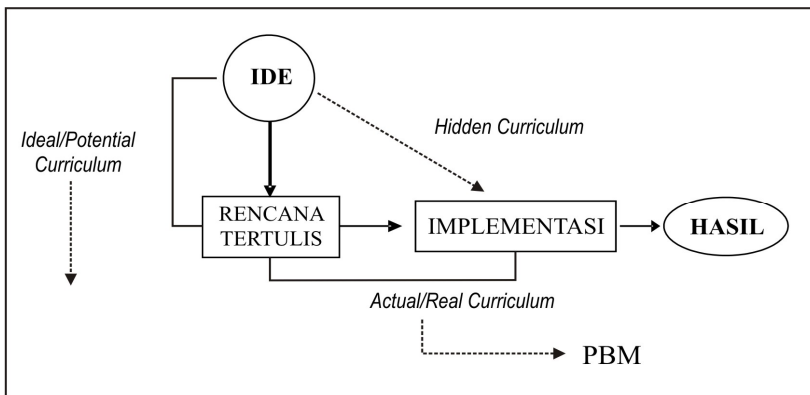 IDE
Ideal/Potential
Curriculum
Hidden Curriculum
RENCANA
TERTULIS
IMPLEMENTASI
HASIL
Actual/Real Curriculum
PBM